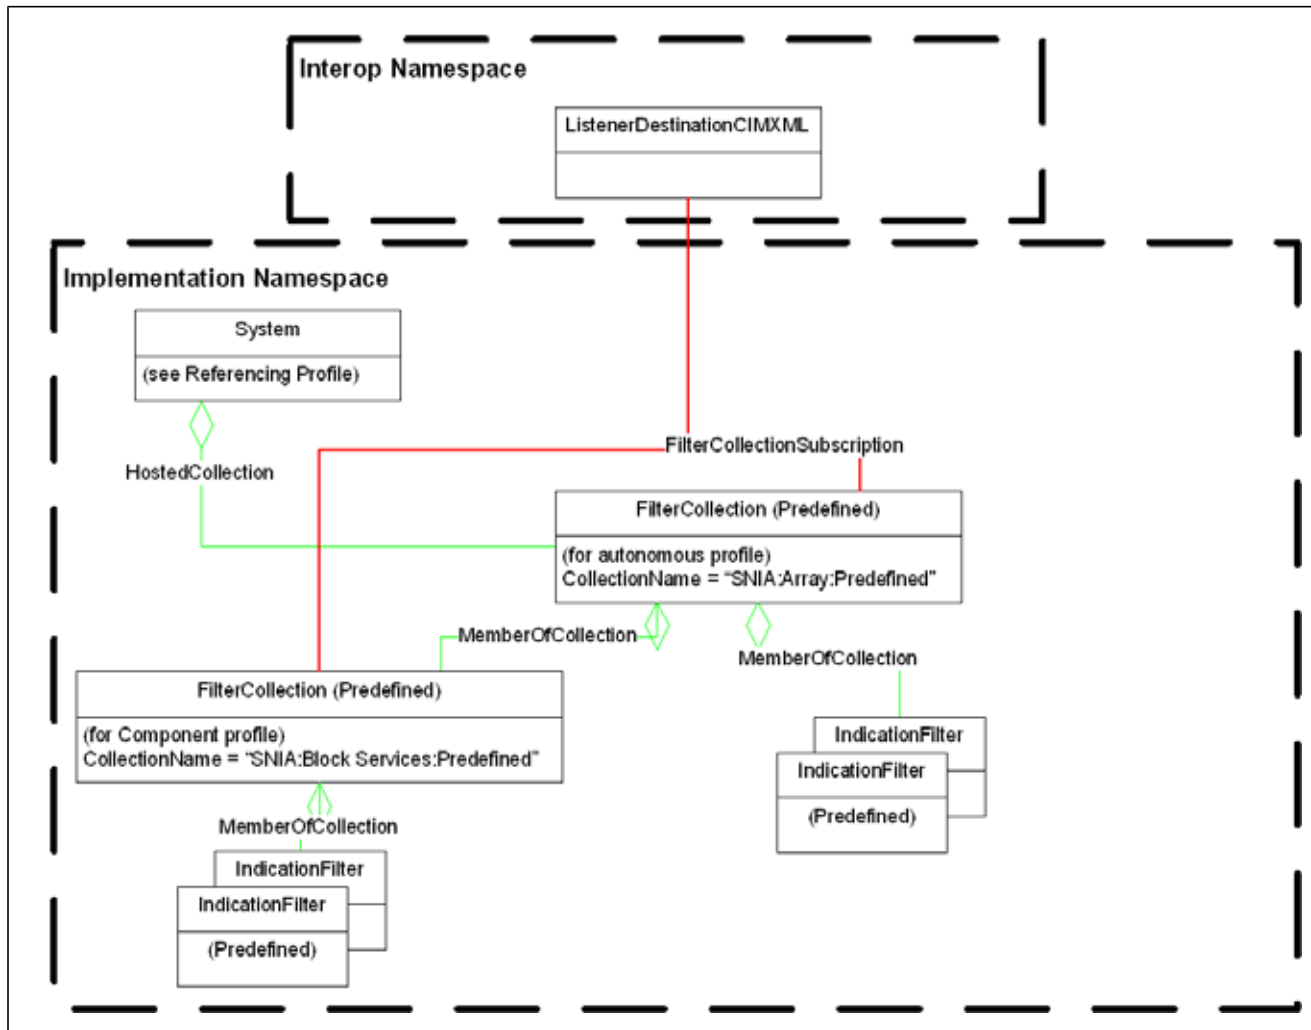 Interop Namespace
ListenerDestinationCIMXML
Implementation Namespace
System
(see Referencing Profile)
HostedCollection
FilterCollectionSubscription
FilterCollection (Predefined)
(for autonomous profile)
CollectionName = “SNIA:Array:Predefined”
MemberOfCollection
MemberOfCollection
FilterCollection (Predefined)
(for Component profile)
CollectionName = “SNIA:Block Services:Predefined”
IndicationFilter
IndicationFilter
(Predefined)
MemberOfCollection
IndicationFilter
IndicationFilter
(Predefined)